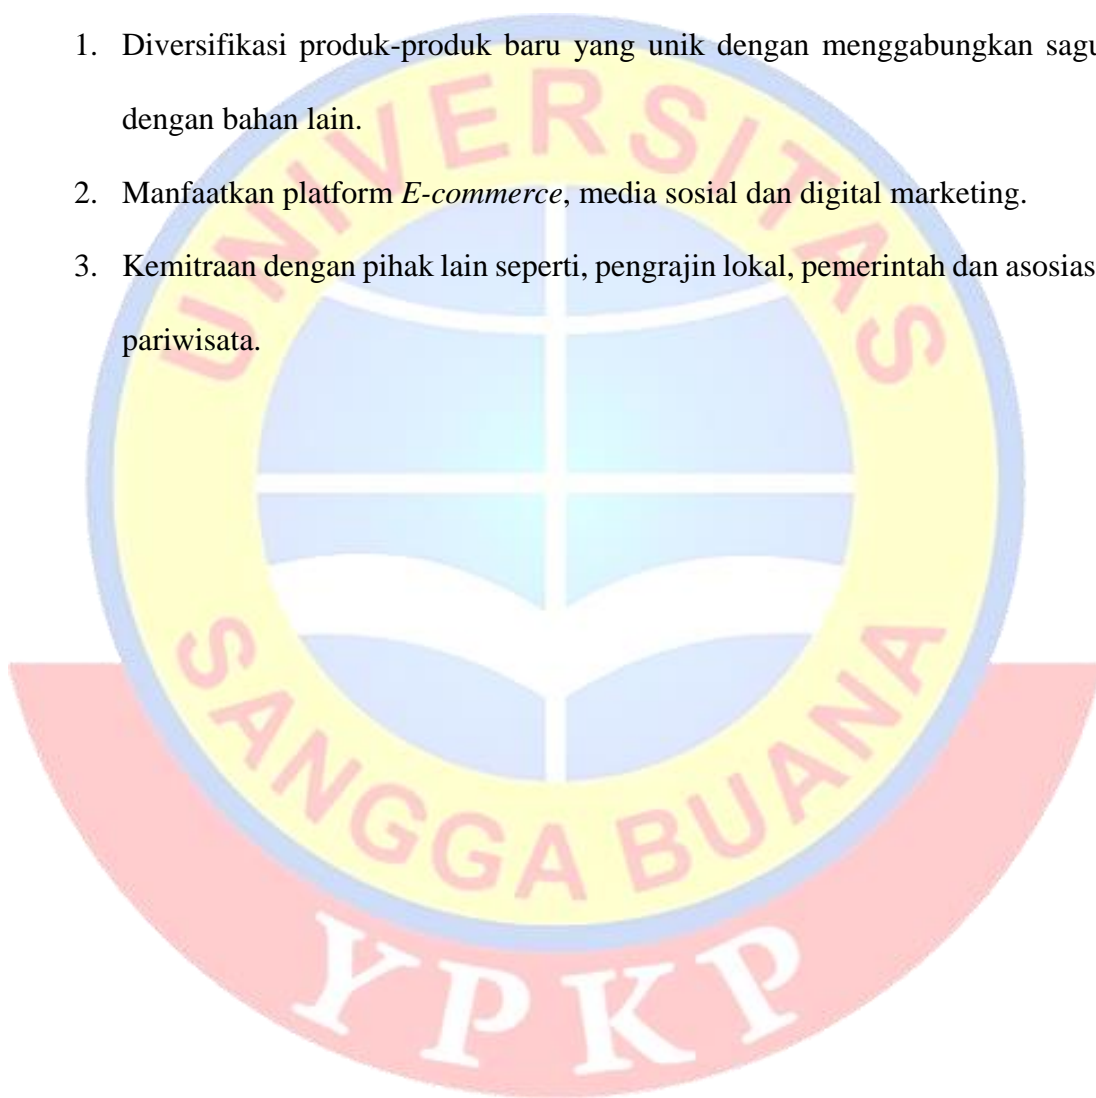 1. Diversifikasi produk-produk baru yang unik dengan menggabungkan sagu
dengan bahan lain.
2. Manfaatkan platform E-commerce, media sosial dan digital marketing.
3. Kemitraan dengan pihak lain seperti, pengrajin lokal, pemerintah dan asosias
pariwisata.
UNIVERSITAS
SANGGA BUANA
YPKP